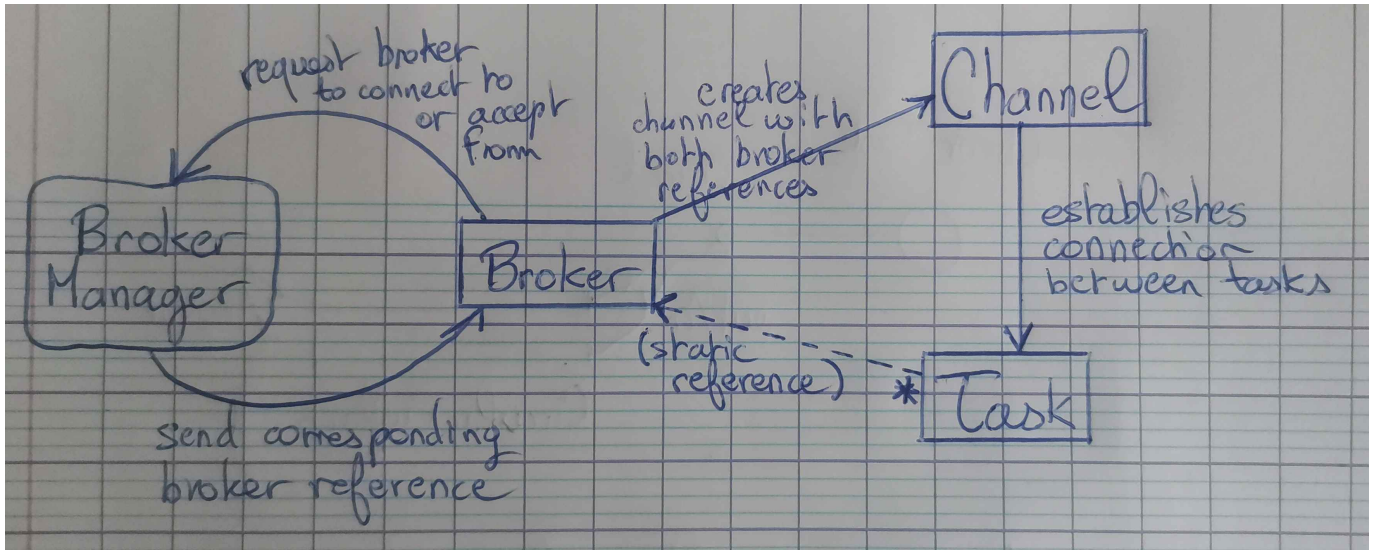 request broker
to connect to
or accept
from
creates
channel with
both broker
references
Channel
Broker
Manager
Broker
establishes
connection
between tasks
(static
reference)
*
Task
send corresponding
broker reference